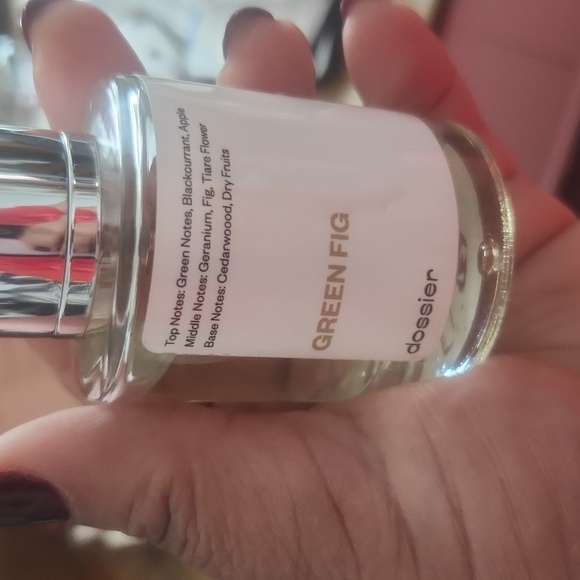 Top Notes: Green Notes, Blackcurrant, Apple
Middle Notes: Geranium, Fig, Tiare Flower
Base Notes: Cedarwoood, Dry Fruits
GREEN FIG
dossier